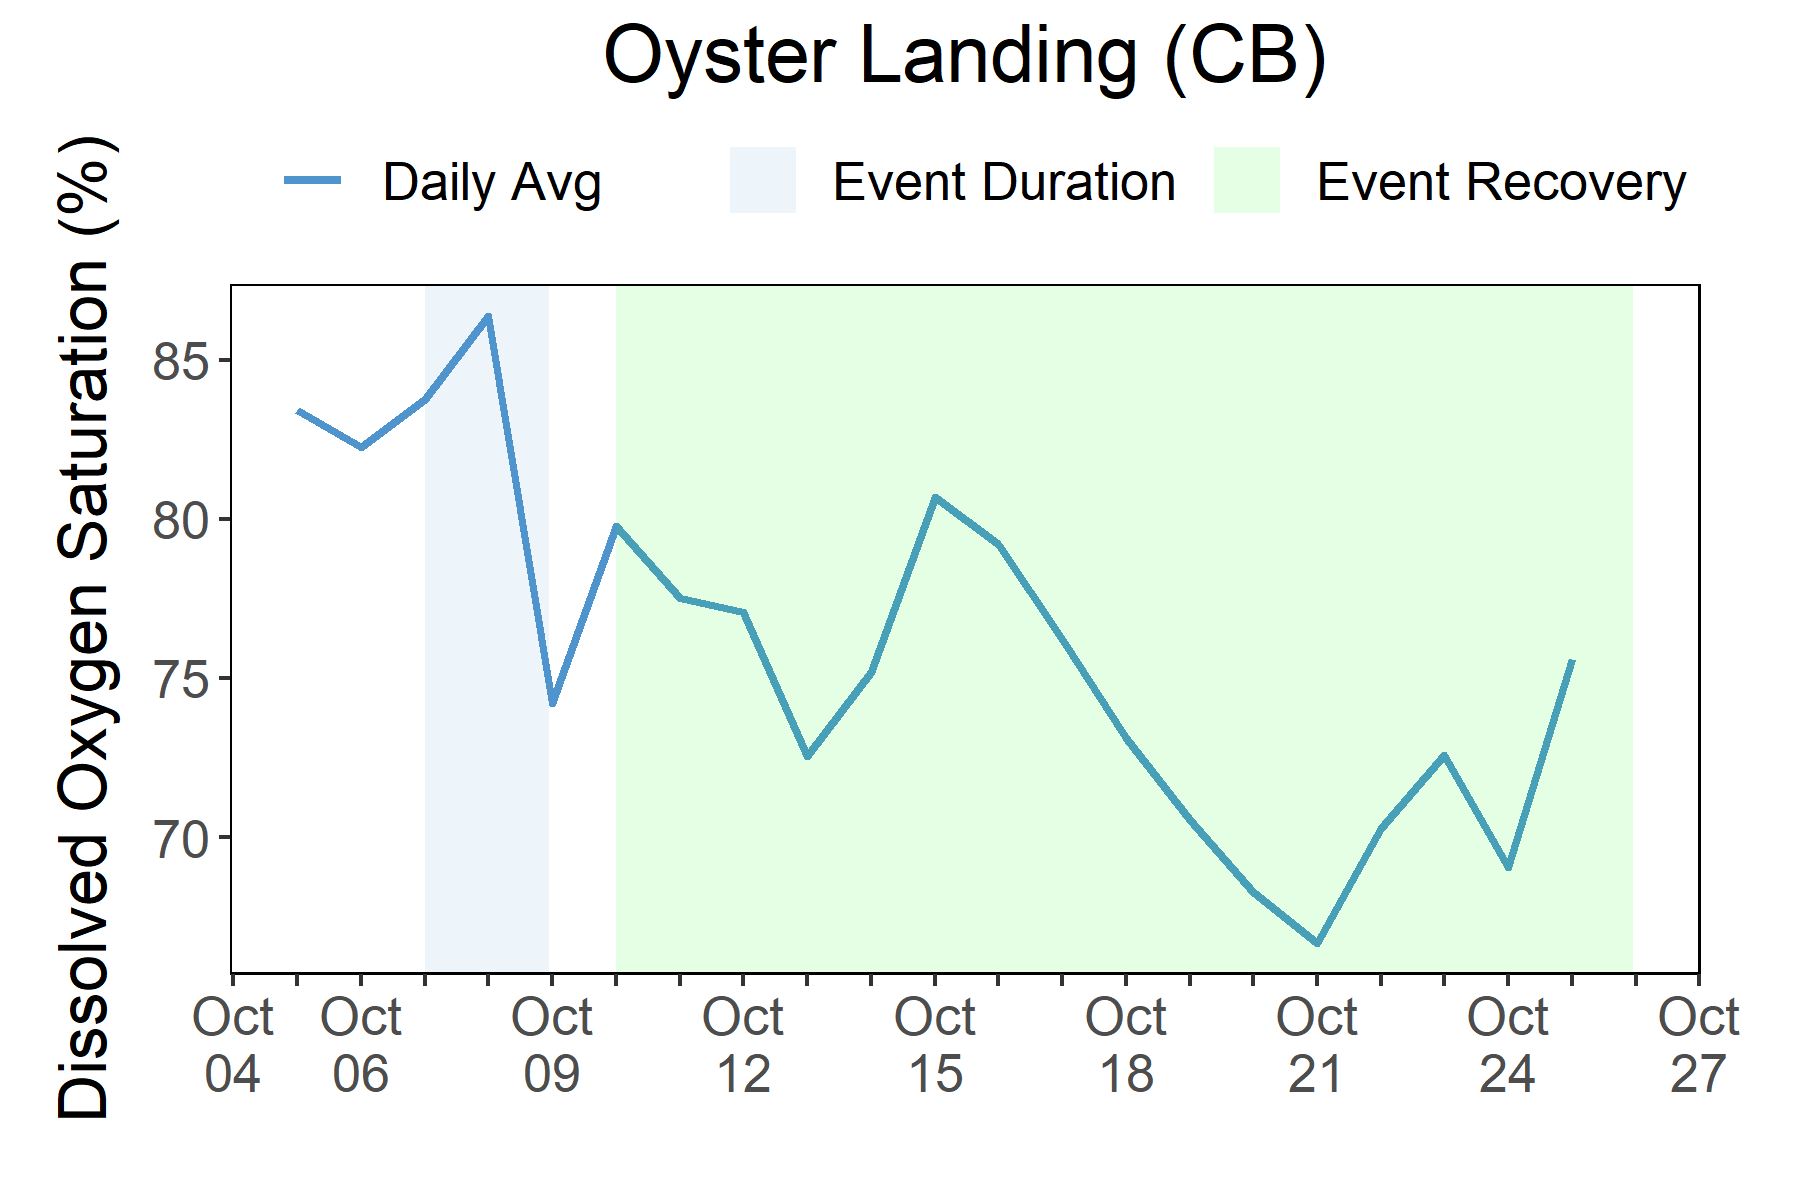 Oyster Landing (CB)
Daily Avg
Event Duration
Event Recovery
Dissolved Oxygen Saturation (%)
85
80
75
70
Oct
04
Oct
06
Oct
09
Oct
12
Oct
15
Oct
18
Oct
21
Oct
24
Oct
27